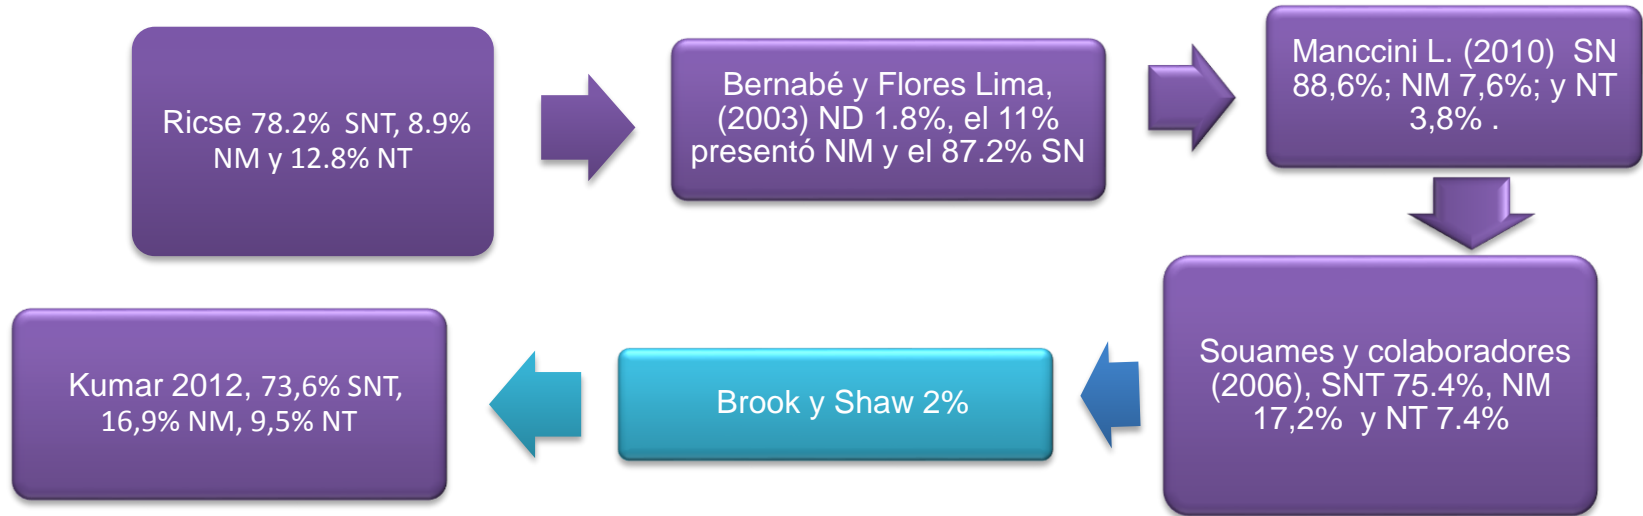 Ricse 78.2% SNT, 8.9%
NM y 12.8% NT
Bernabé y Flores Lima,
(2003) ND 1.8%, el 11%
presentó NM y el 87.2% SN
Manccini L. (2010) SN
88,6%; NM 7,6%; y NT
3,8% .
Souames y colaboradores
(2006), SNT 75.4%, NM
17,2% y NT 7.4%
Brook y Shaw 2%
Kumar 2012, 73,6% SNT,
16,9% NM, 9,5% NT